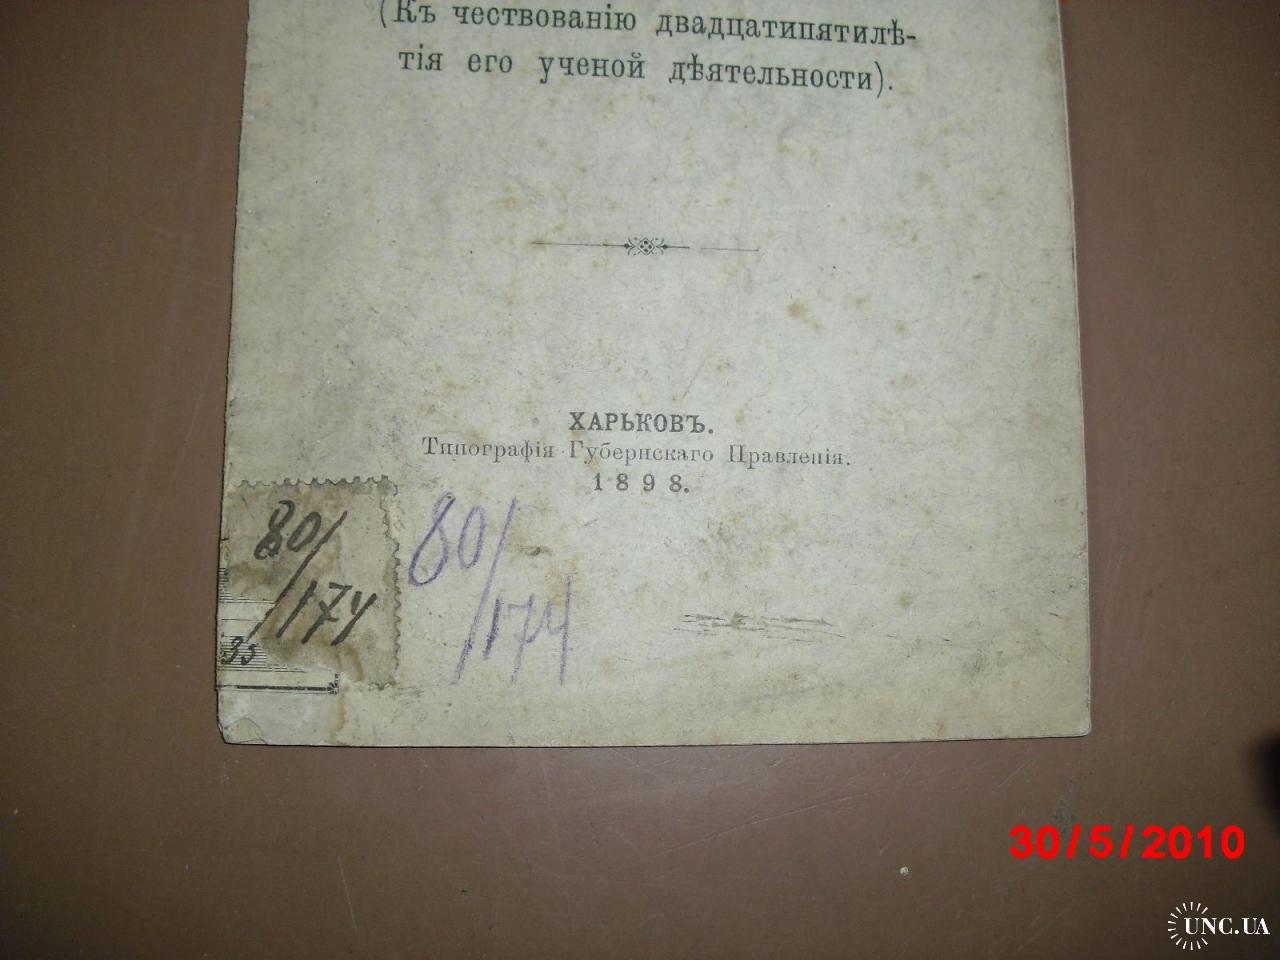 (Къ чествованію двадцатипятилѣ-
тія его ученой дѣятельности).
ХАРЬКОВЪ.
Типографія Губернскаго Правленія.
1898.
80/
/174
80/
/174
35
30/5/2010
UNC.UA